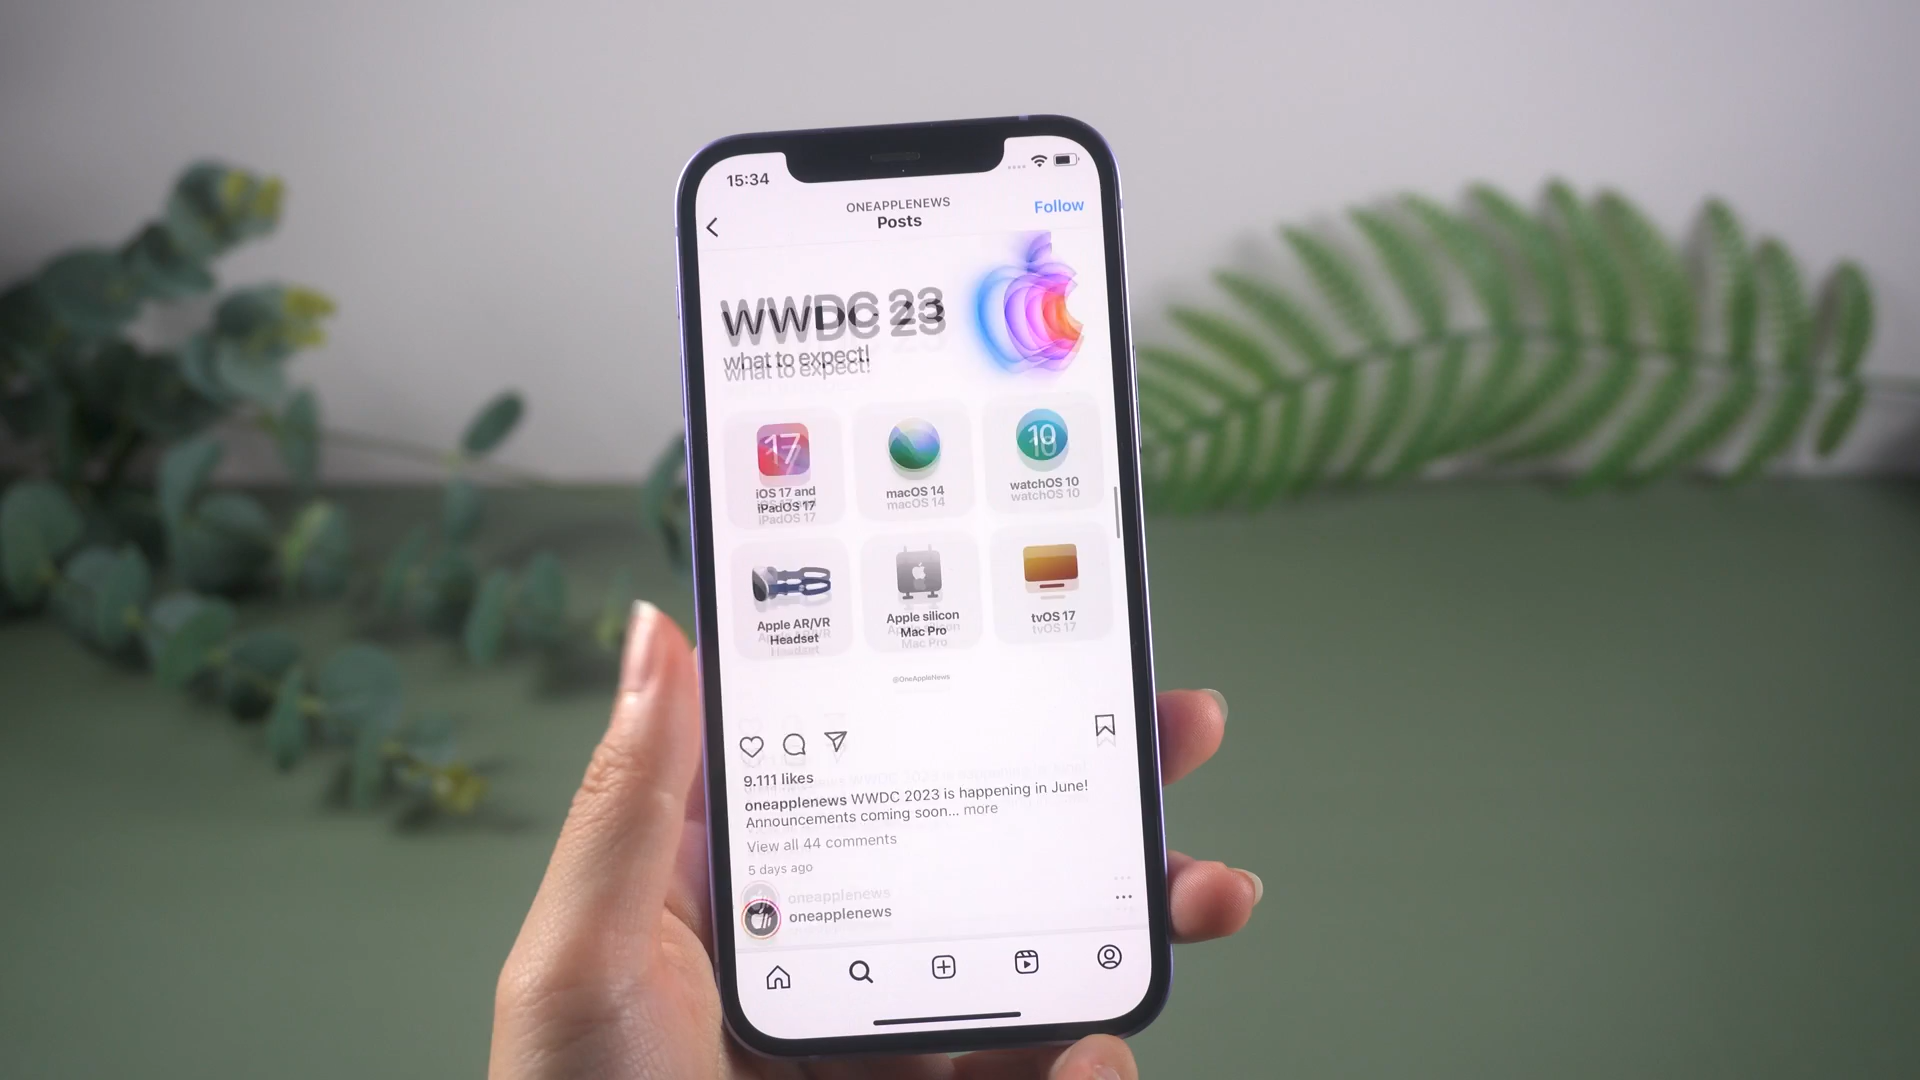 15:34
ONEAPPLENEWS
Posts
Follow
WWDC 23
what to expect!
17
10
iOS 17 and
iPadOS 17
macOS 14
watchOS 10
Apple AR/VR
Headset
Apple silicon
Mac Pro
tvOS 17
@OneAppleNews
9.111 likes
oneapplenews WWDC 2023 is happening in June!
Announcements coming soon... more
View all 44 comments
5 days ago
oneapplenews